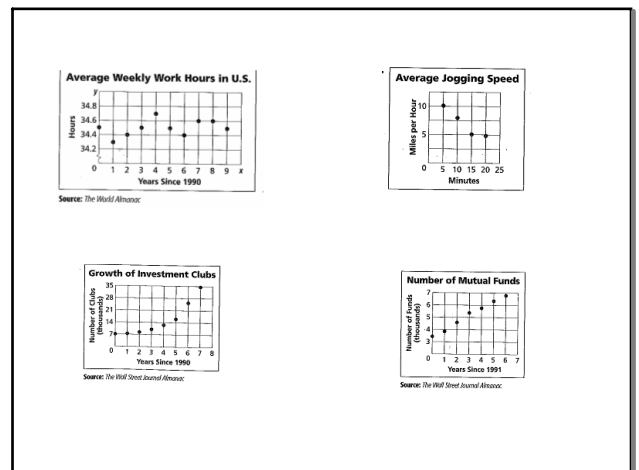 Average Weekly Work Hours in U.S.
y
34.8
34.6
34.4
34.2
Hours
0 1 2 3 4 5 6 7 8 9 x
Years Since 1990
Source: The World Almanac
Average Jogging Speed
10
5
Miles per Hour
0 5 10 15 20 25
Minutes
Growth of Investment Clubs
35
28
21
14
7
Number of Clubs
(thousands)
0 1 2 3 4 5 6 7 8
Years Since 1990
Source: The Wall Street Journal Almanac
Number of Mutual Funds
7
6
5
4
3
Number of Funds
(thousands)
0 1 2 3 4 5 6 7
Years Since 1991
Source: The Wall Street Journal Almanac